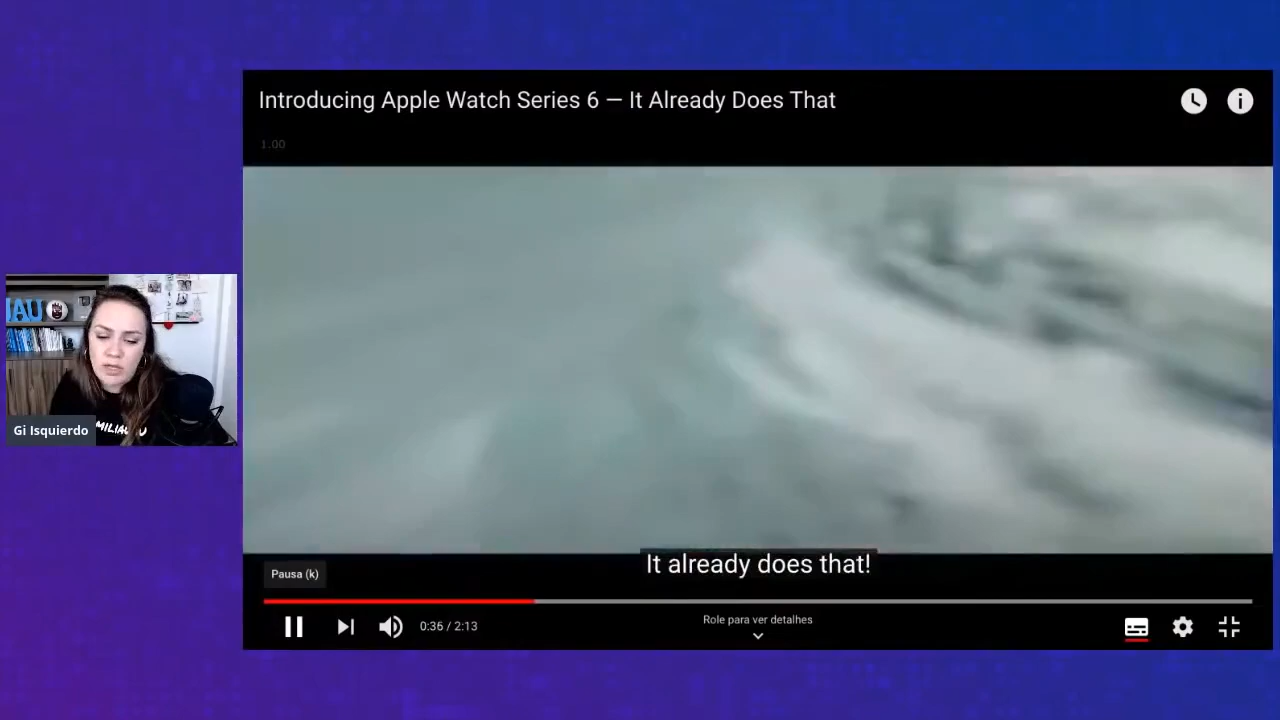 Introducing Apple Watch Series 6 — It Already Does That
1.00
IAU
MILIA
Gi Isquierdo
It already does that!
Pausa (k)
0:36 / 2:13
Role para ver detalhes